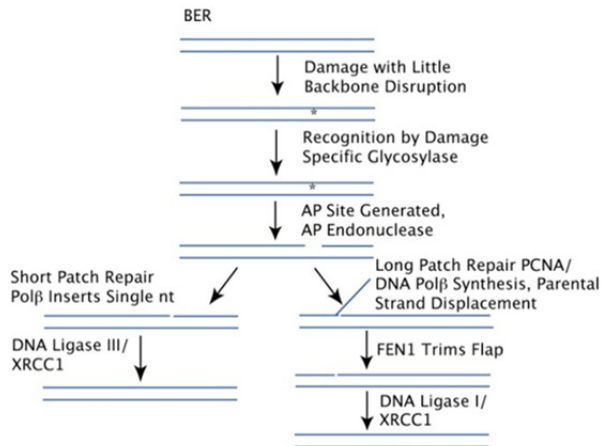 BER
Damage with Little
Backbone Disruption
*
Recognition by Damage
Specific Glycosylase
*
AP Site Generated,
AP Endonuclease
Short Patch Repair
Polβ Inserts Single nt
Long Patch Repair PCNA/
DNA Polβ Synthesis, Parental
Strand Displacement
DNA Ligase III/
XRCC1
FEN1 Trims Flap
DNA Ligase I/
XRCC1